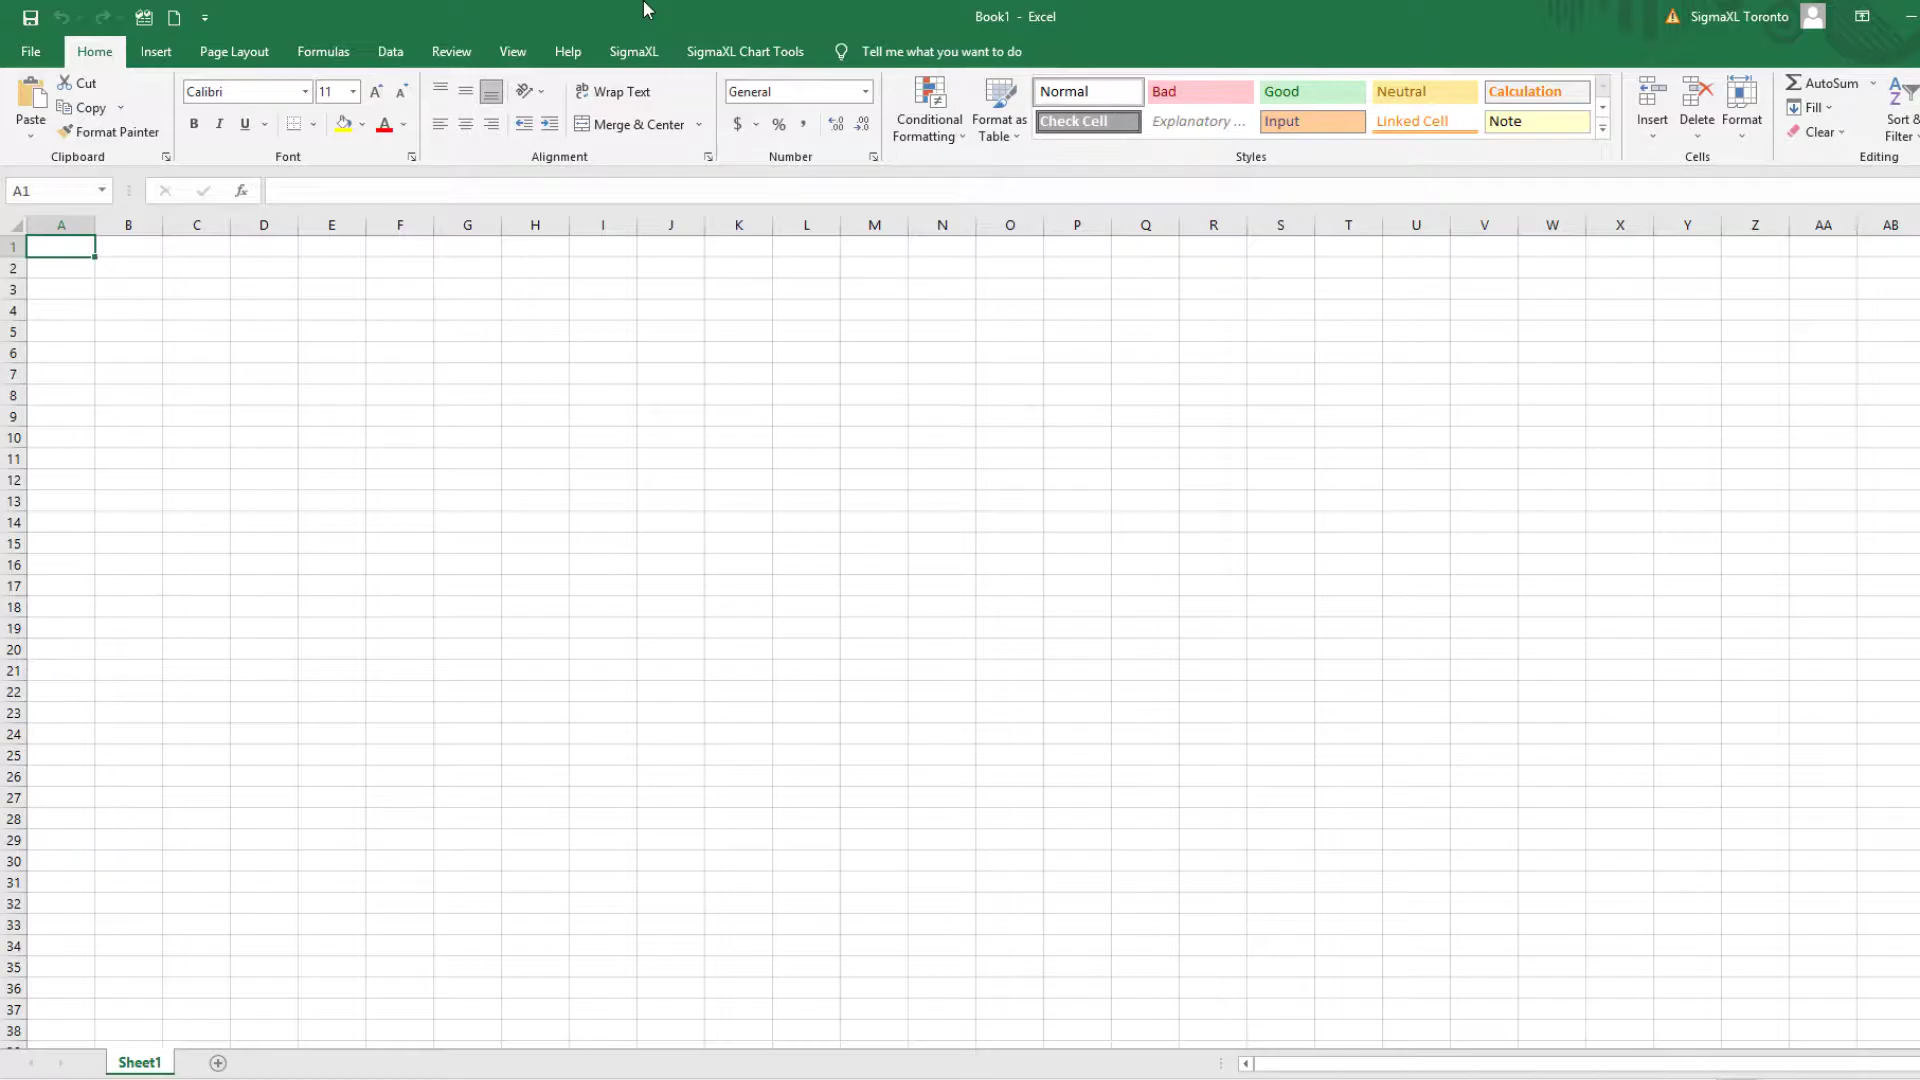 Book1 - Excel
SigmaXL Toronto
File Home Insert Page Layout Formulas Data Review View Help SigmaXL SigmaXL Chart Tools Tell me what you want to do
Paste
Cut
Copy
Format Painter
Clipboard
Calibri 11
B I U
Font
Wrap Text
Merge & Center
Alignment
General
$ % ,
Number
Conditional Formatting
Format as Table
Normal Bad Good Neutral Calculation
Check Cell Explanatory ... Input Linked Cell Note
Styles
Insert Delete Format
Cells
AutoSum
Fill
Clear
Sort &
Filter
Editing
A1 fx
A B C D E F G H I J K L M N O P Q R S T U V W X Y Z AA AB
1
2
3
4
5
6
7
8
9
10
11
12
13
14
15
16
17
18
19
20
21
22
23
24
25
26
27
28
29
30
31
32
33
34
35
36
37
38
Sheet1